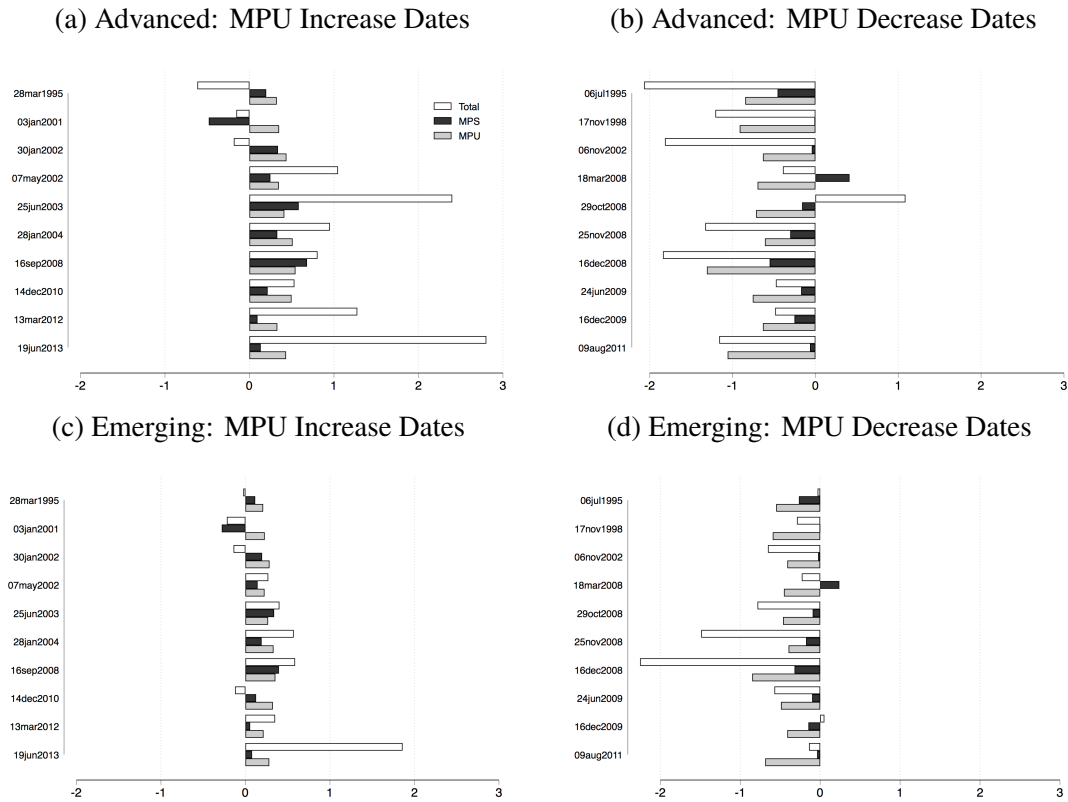 (a) Advanced: MPU Increase Dates
28mar1995
03jan2001
30jan2002
07may2002
25jun2003
28jan2004
16sep2008
14dec2010
13mar2012
19jun2013
Total
MPS
MPU
-2 -1 0 1 2 3
(b) Advanced: MPU Decrease Dates
06jul1995
17nov1998
06nov2002
18mar2008
29oct2008
25nov2008
16dec2008
24jun2009
16dec2009
09aug2011
-2 -1 0 1 2 3
(c) Emerging: MPU Increase Dates
28mar1995
03jan2001
30jan2002
07may2002
25jun2003
28jan2004
16sep2008
14dec2010
13mar2012
19jun2013
-2 -1 0 1 2 3
(d) Emerging: MPU Decrease Dates
06jul1995
17nov1998
06nov2002
18mar2008
29oct2008
25nov2008
16dec2008
24jun2009
16dec2009
09aug2011
-2 -1 0 1 2 3